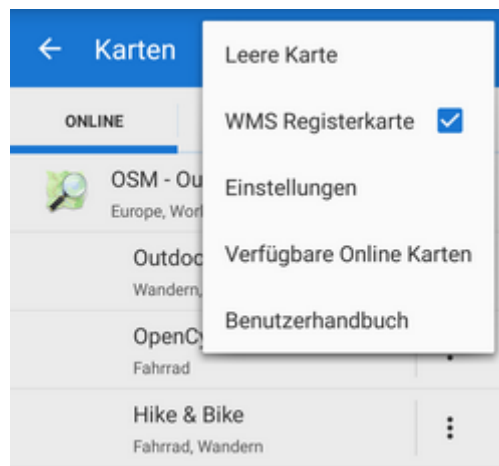 Karten
Leere Karte
WMS Registerkarte
Einstellungen
Verfügbare Online Karten
Benutzerhandbuch
ONLINE
OSM - Ou
Europe,
Outdoo
Wandern,
OpenCy
Fahrrad
Hike & Bike
Fahrrad, Wandern